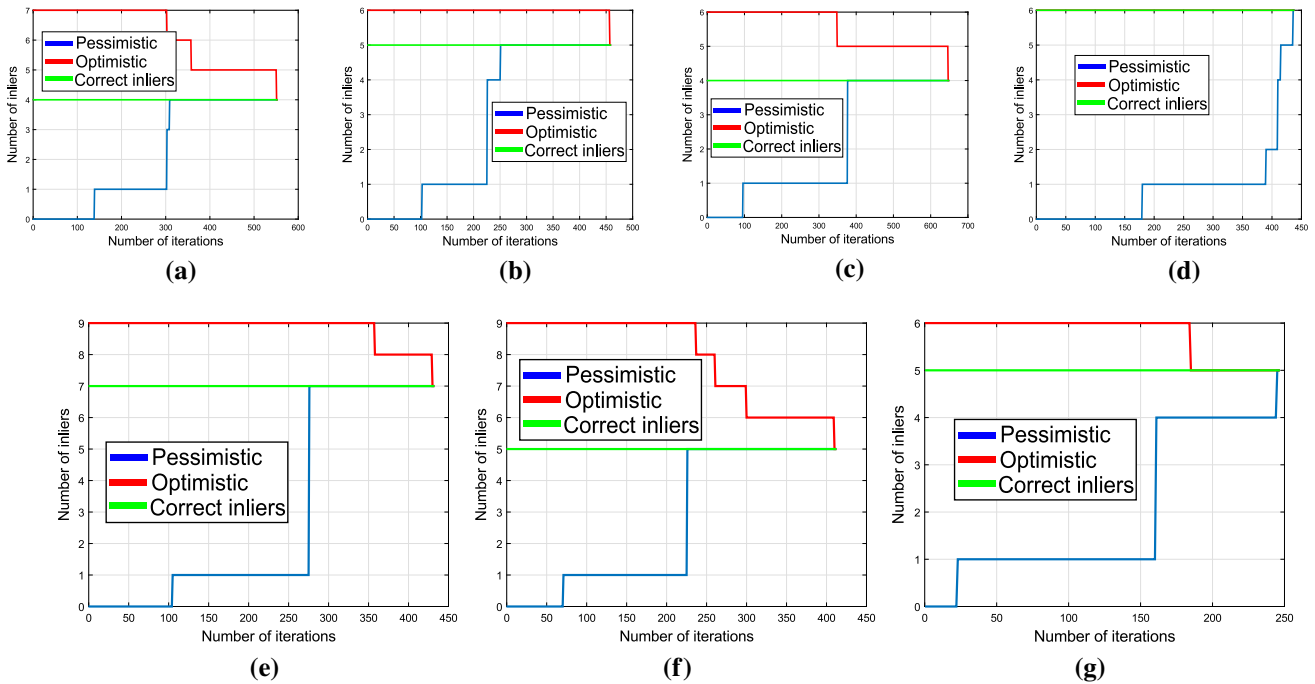 7
6
5
4
3
2
1
0
Number of inliers
Pessimistic
Optimistic
Correct inliers
0 100 200 300 400 500 600
Number of iterations
(a)
6
5
4
3
2
1
0
Number of inliers
Pessimistic
Optimistic
Correct inliers
0 50 100 150 200 250 300 350 400 450 500
Number of iterations
(b)
6
5
4
3
2
1
0
Number of inliers
Pessimistic
Optimistic
Correct inliers
0 100 200 300 400 500 600 700
Number of iterations
(c)
6
5
4
3
2
1
0
Number of inliers
Pessimistic
Optimistic
Correct inliers
0 50 100 150 200 250 300 350 400 450
Number of iterations
(d)
9
8
7
6
5
4
3
2
1
0
Number of inliers
Pessimistic
Optimistic
Correct inliers
0 50 100 150 200 250 300 350 400 450
Number of iterations
(e)
9
8
7
6
5
4
3
2
1
0
Number of inliers
Pessimistic
Optimistic
Correct inliers
0 50 100 150 200 250 300 350 400 450
Number of iterations
(f)
6
5
4
3
2
1
0
Number of inliers
Pessimistic
Optimistic
Correct inliers
0 50 100 150 200 250
Number of iterations
(g)